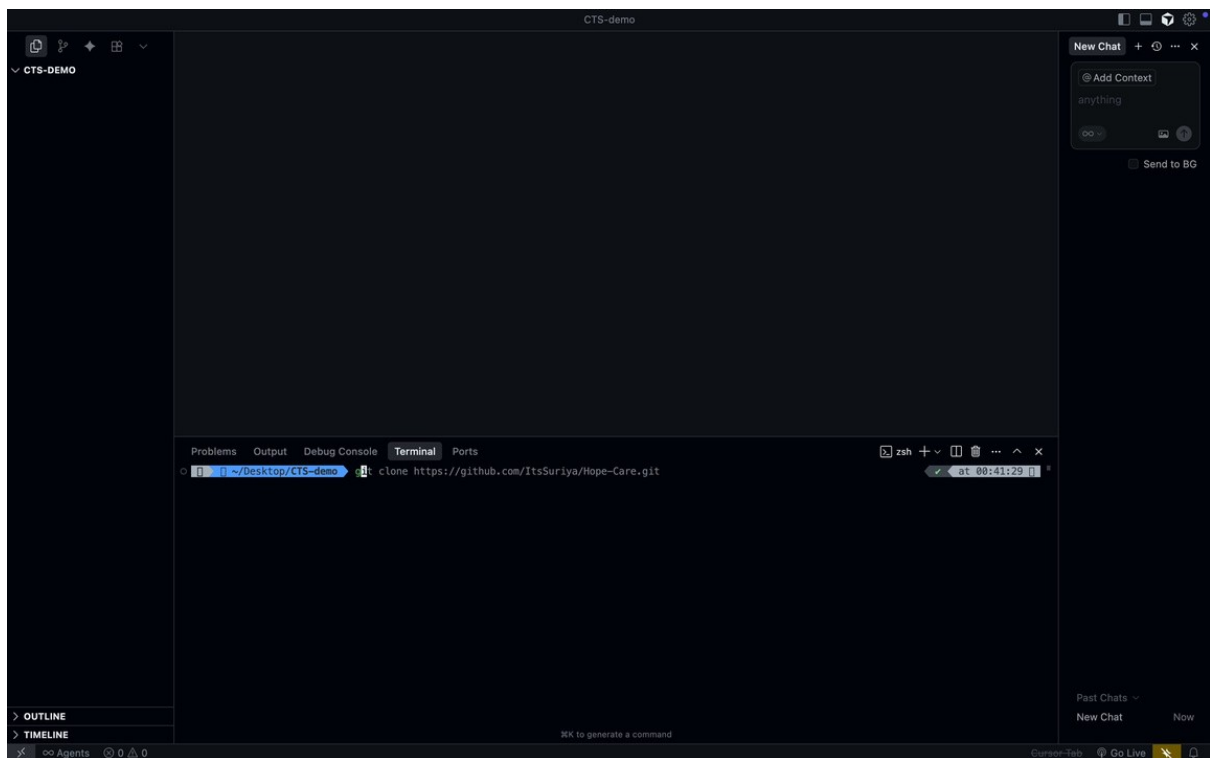 CTS-demo
CTS-DEMO
New Chat
@ Add Context
anything
Send to BG
Problems Output Debug Console Terminal Ports
zsh
~/Desktop/CTS-demo git clone https://github.com/ItsSuriya/Hope-Care.git at 00:41:29
OUTLINE
TIMELINE
⌘K to generate a command
Past Chats
New Chat Now
Agents 0 0
Cursor Tab Go Live